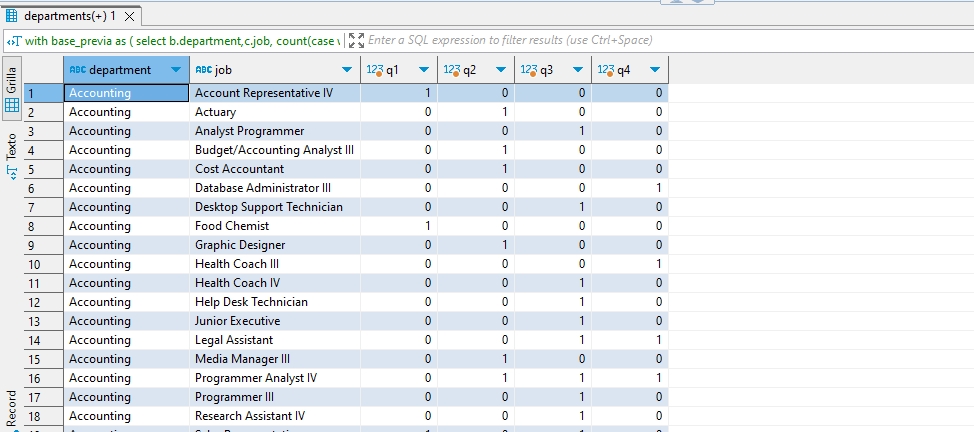 departments(+) 1
with base_previa as ( select b.department,c.job, count(case Enter a SQL expression to filter results (use Ctrl+Space)
Grilla
Texto
Record
ABC department ABC job 123 q1 123 q2 123 q3 123 q4
1 Accounting Account Representative IV 1 0 0 0
2 Accounting Actuary 0 1 0 0
3 Accounting Analyst Programmer 0 0 1 0
4 Accounting Budget/Accounting Analyst III 0 1 0 0
5 Accounting Cost Accountant 0 1 0 0
6 Accounting Database Administrator III 0 0 0 1
7 Accounting Desktop Support Technician 0 0 1 0
8 Accounting Food Chemist 1 0 0 0
9 Accounting Graphic Designer 0 1 0 0
10 Accounting Health Coach III 0 0 0 1
11 Accounting Health Coach IV 0 0 1 0
12 Accounting Help Desk Technician 0 0 1 0
13 Accounting Junior Executive 0 0 1 0
14 Accounting Legal Assistant 0 0 1 1
15 Accounting Media Manager III 0 1 0 0
16 Accounting Programmer Analyst IV 0 1 1 1
17 Accounting Programmer III 0 0 1 0
18 Accounting Research Assistant IV 0 0 1 0